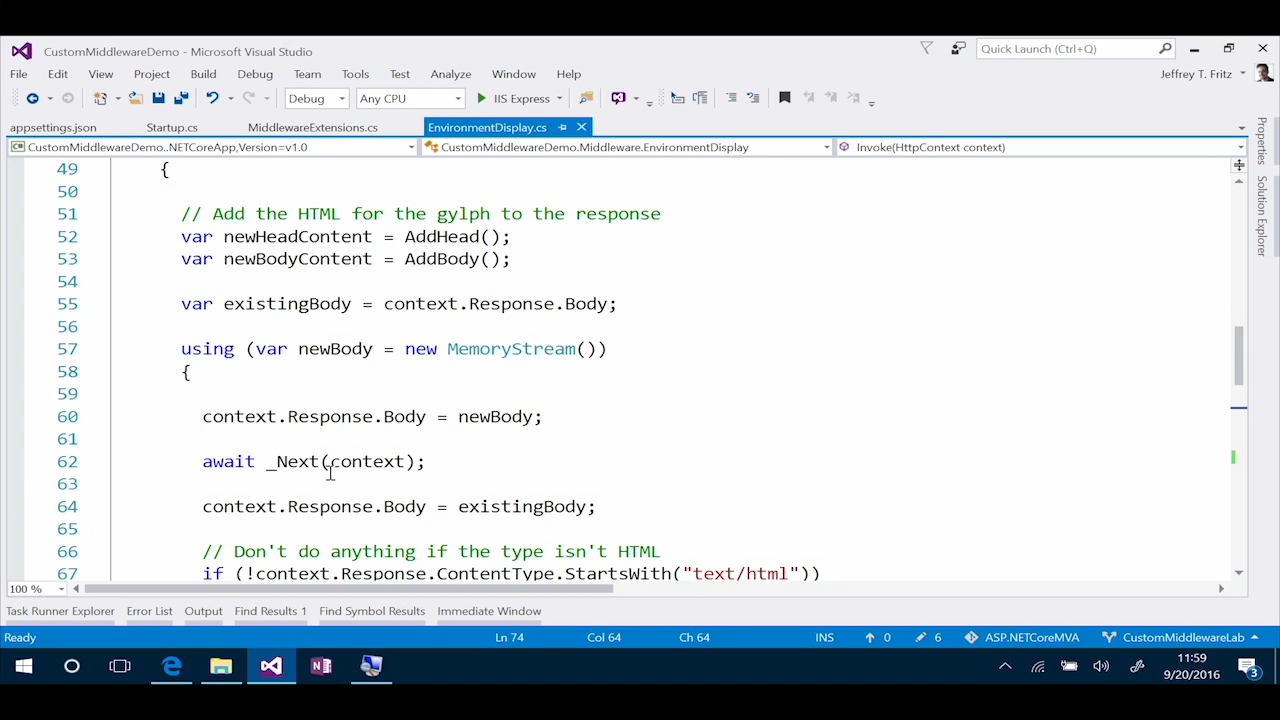 CustomMiddlewareDemo - Microsoft Visual Studio
Quick Launch (Ctrl+Q)
File Edit View Project Build Debug Team Tools Test Analyze Window Help
Jeffrey T. Fritz
Debug Any CPU IIS Express
appsettings.json Startup.cs MiddlewareExtensions.cs EnvironmentDisplay.cs
CustomMiddlewareDemo..NETCoreApp,Version=v1.0 CustomMiddlewareDemo.Middleware.EnvironmentDisplay Invoke(HttpContext context)
Properties
Solution Explorer
49 {
50
51 // Add the HTML for the gylph to the response
52 var newHeadContent = AddHead();
53 var newBodyContent = AddBody();
54
55 var existingBody = context.Response.Body;
56
57 using (var newBody = new MemoryStream())
58 {
59
60 context.Response.Body = newBody;
61
62 await _Next(context);
63
64 context.Response.Body = existingBody;
65
66 // Don't do anything if the type isn't HTML
67 if (!context.Response.ContentType.StartsWith("text/html"))
100 %
Task Runner Explorer Error List Output Find Results 1 Find Symbol Results Immediate Window
Ready Ln 74 Col 64 Ch 64 INS 0 6 ASP.NETCoreMVA CustomMiddlewareLab
11:59
9/20/2016
3